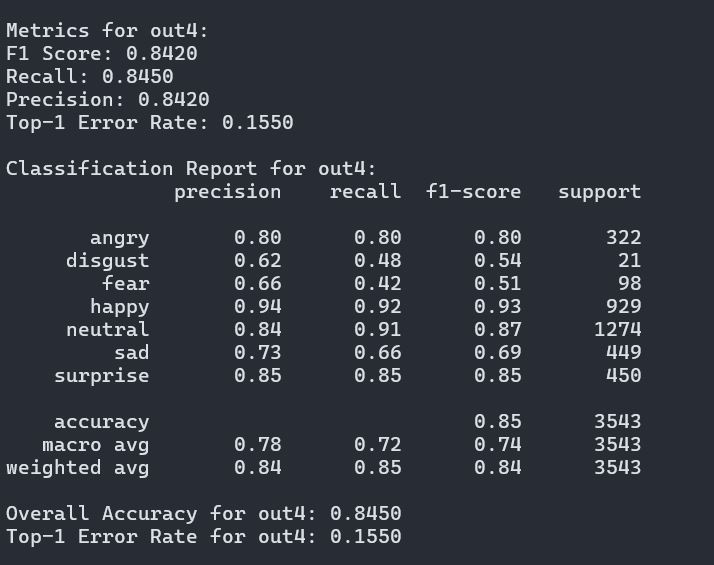 Metrics for out4:
F1 Score: 0.8420
Recall: 0.8450
Precision: 0.8420
Top-1 Error Rate: 0.1550

Classification Report for out4:
              precision    recall  f1-score   support

       angry       0.80      0.80      0.80       322
     disgust       0.62      0.48      0.54        21
        fear       0.66      0.42      0.51        98
       happy       0.94      0.92      0.93       929
     neutral       0.84      0.91      0.87      1274
         sad       0.73      0.66      0.69       449
    surprise       0.85      0.85      0.85       450

    accuracy                           0.85      3543
   macro avg       0.78      0.72      0.74      3543
weighted avg       0.84      0.85      0.84      3543

Overall Accuracy for out4: 0.8450
Top-1 Error Rate for out4: 0.1550